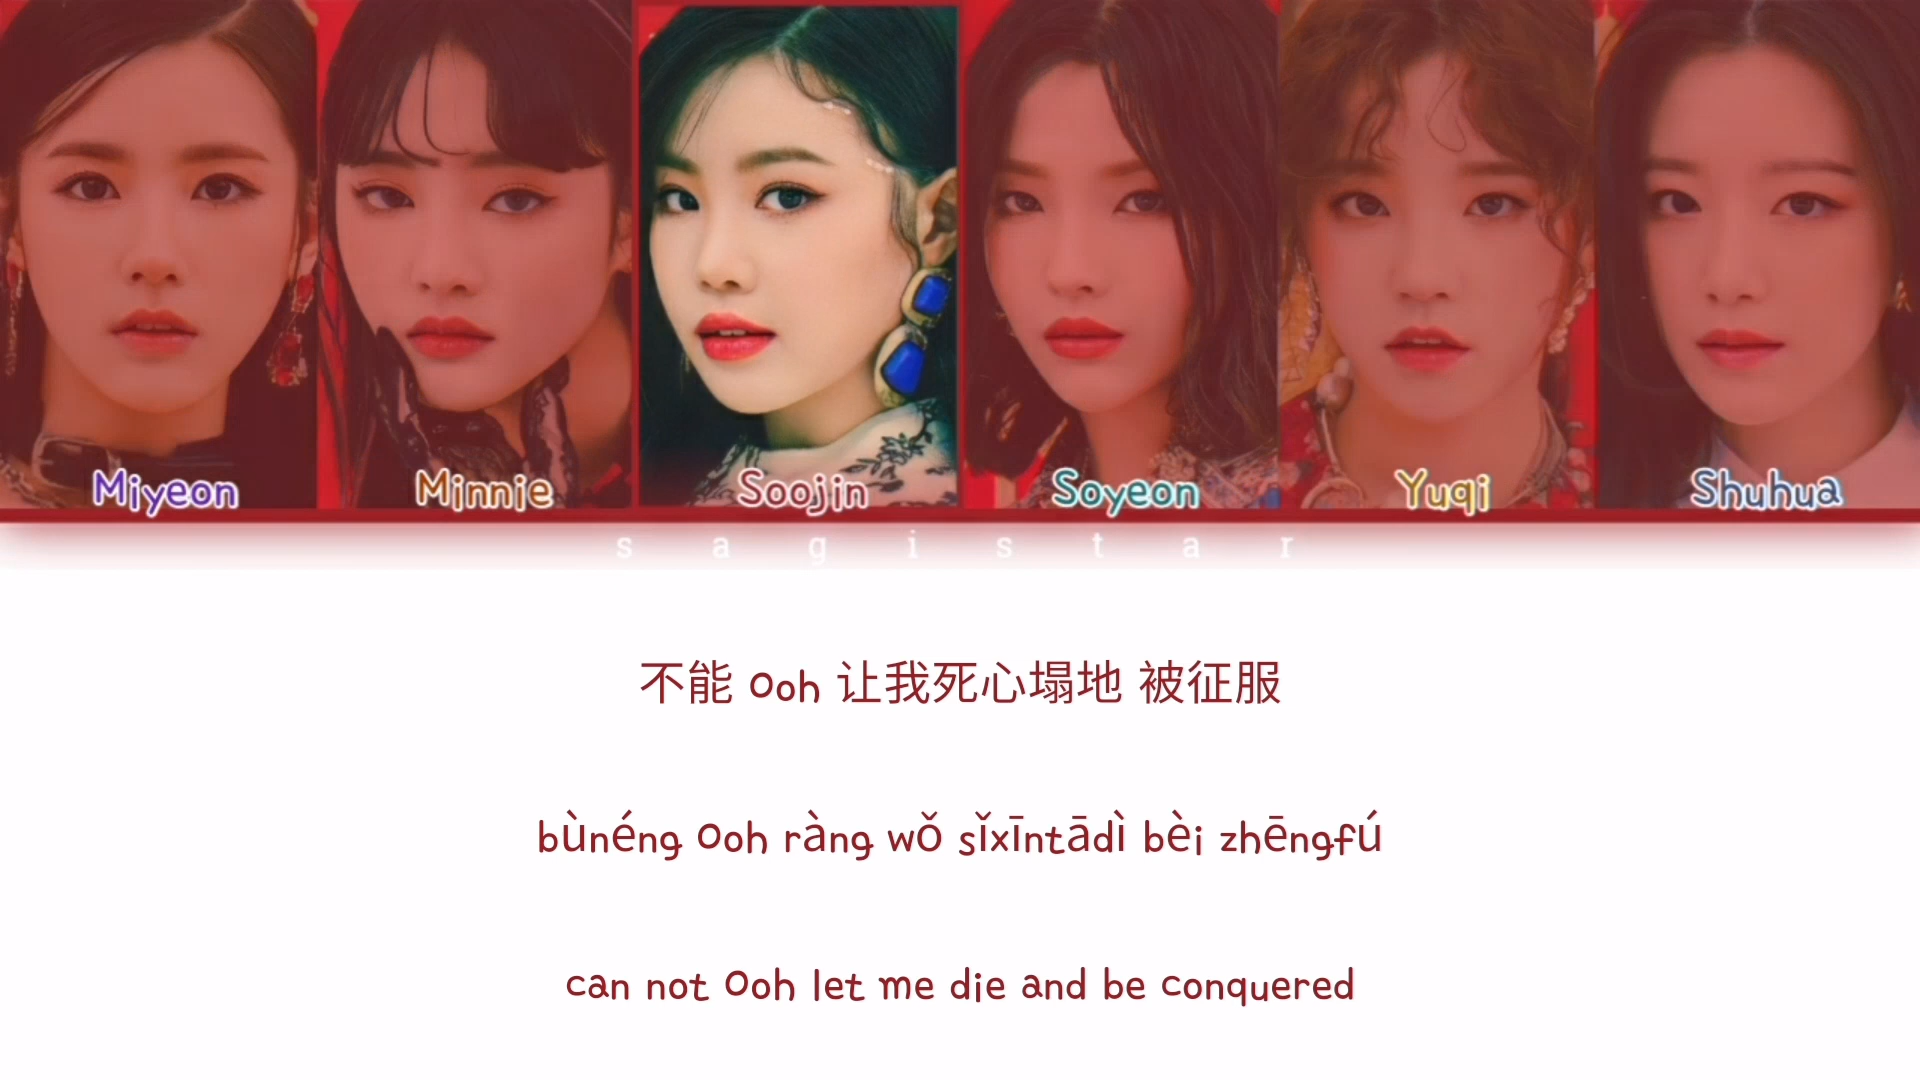 Miyeon Minnie Soojin Soyeon Yuqi Shuhua
s a g i s t a r
不能 Ooh 让我死心塌地 被征服
bùnéng Ooh ràng wǒ sǐxīntādì bèi zhēngfú
can not Ooh let me die and be conquered